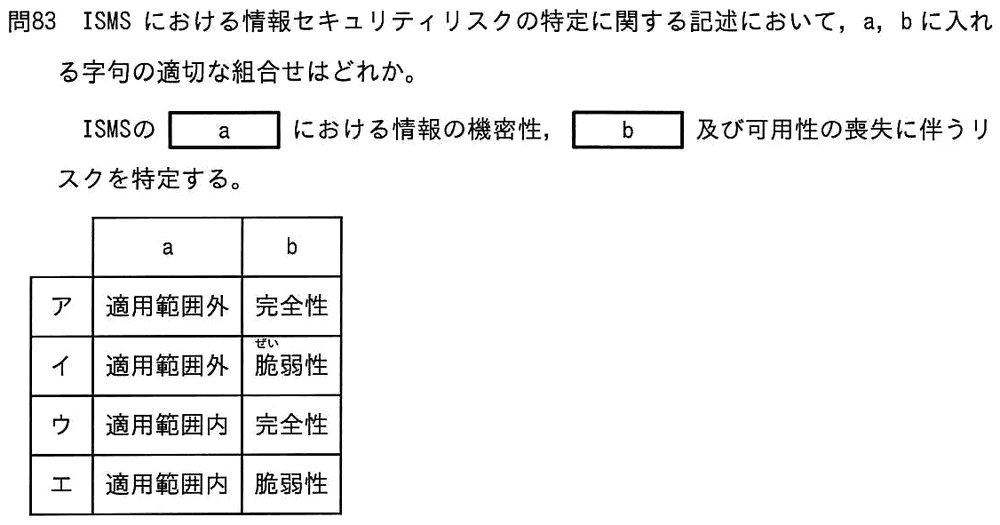 問83 ISMS における情報セキュリティリスクの特定に関する記述において，a，b に入れ
る字句の適切な組合せはどれか。
ISMSの a における情報の機密性， b 及び可用性の喪失に伴うリ
スクを特定する。
a b
ア 適用範囲外 完全性
ぜい
イ 適用範囲外 脆弱性
ウ 適用範囲内 完全性
エ 適用範囲内 脆弱性